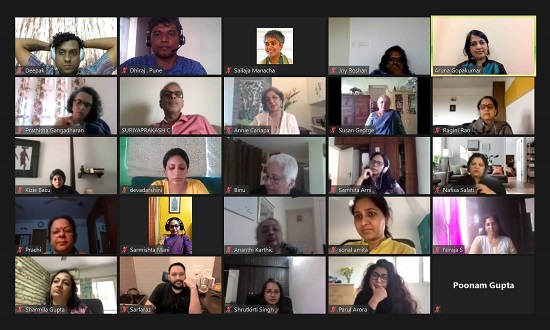 Deepak
Dhiraj, Pune
Sailaja Manacha
Joy Roshan
Aruna Gopakumar
Prathitha Gangadharan
SURIYAPRAKASH C
Annie Cariapa
Susan George
Ragini Rao
Kizie Basu
devadarshini
Binu
Samhita Arni
Nafisa Salati
Prachi
Sarmishta Mani
Ananthi Karthic
sonal amita
Niraja S
Poonam Gupta
Sharmila Gupta
Sarfaraz
Shrutkirti Singh
Parul Arora